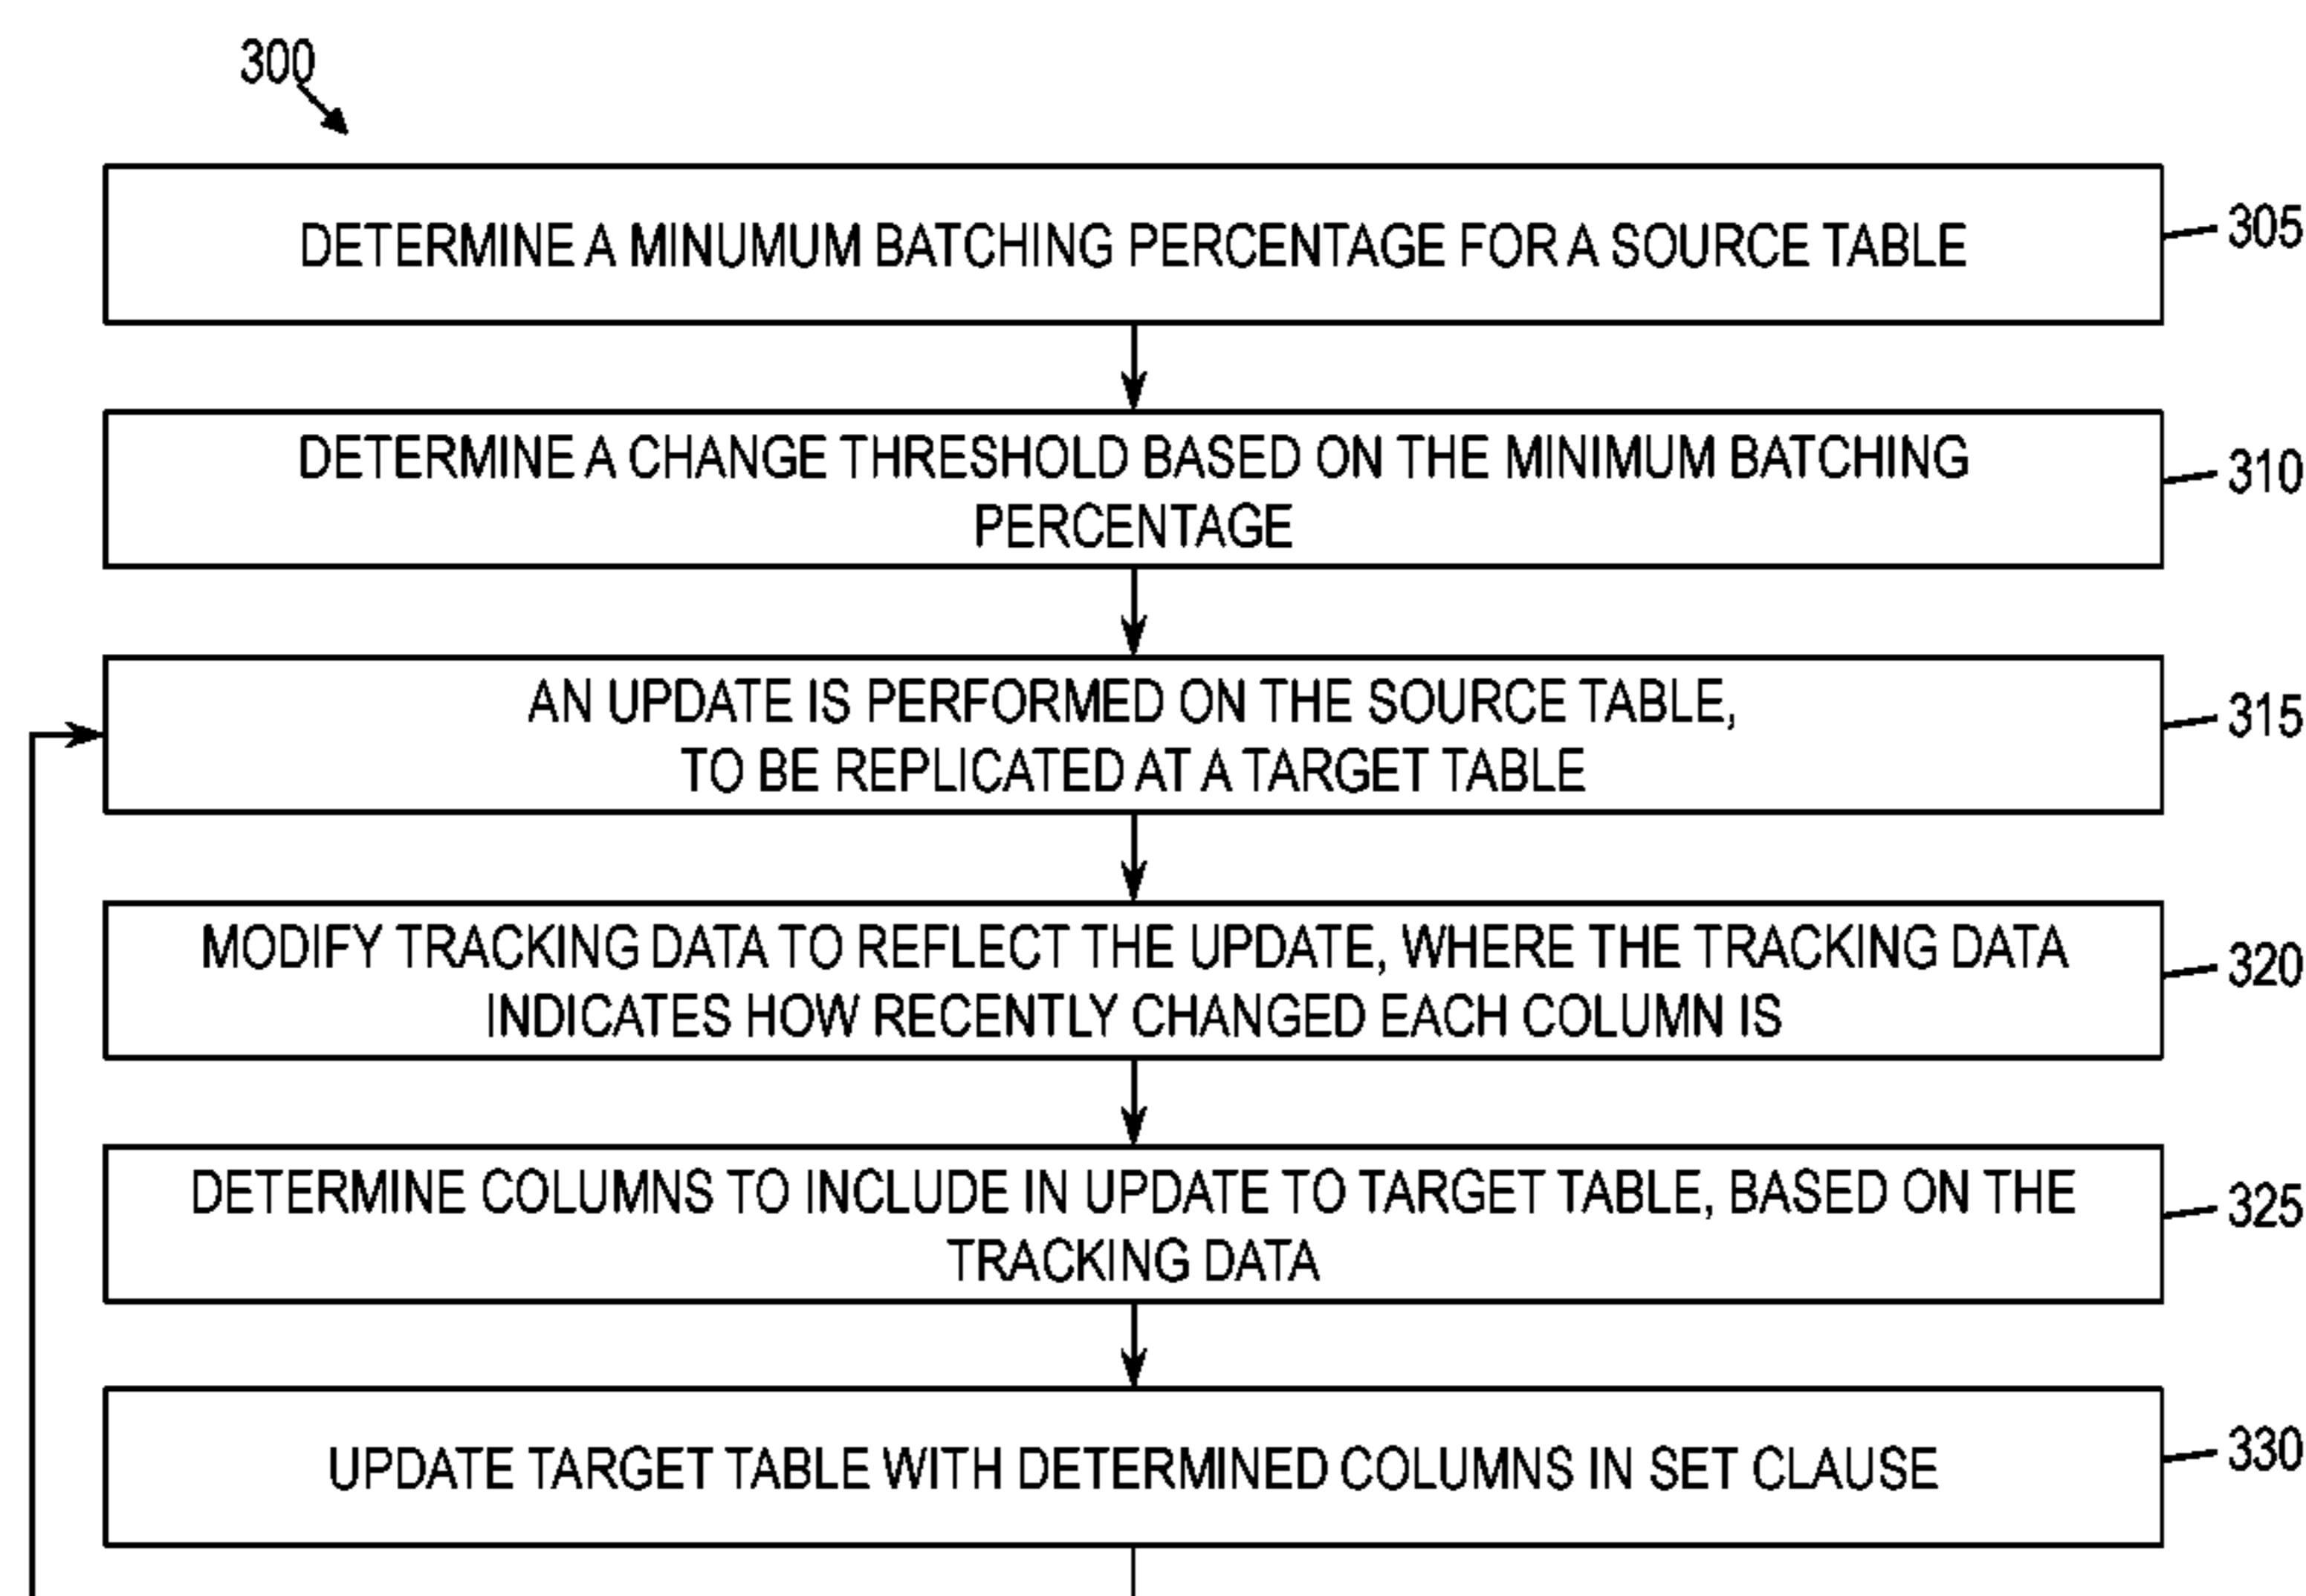 300
DETERMINE A MINUMUM BATCHING PERCENTAGE FOR A SOURCE TABLE
305
DETERMINE A CHANGE THRESHOLD BASED ON THE MINIMUM BATCHING
PERCENTAGE
310
AN UPDATE IS PERFORMED ON THE SOURCE TABLE,
TO BE REPLICATED AT A TARGET TABLE
315
MODIFY TRACKING DATA TO REFLECT THE UPDATE, WHERE THE TRACKING DATA
INDICATES HOW RECENTLY CHANGED EACH COLUMN IS
320
DETERMINE COLUMNS TO INCLUDE IN UPDATE TO TARGET TABLE, BASED ON THE
TRACKING DATA
325
UPDATE TARGET TABLE WITH DETERMINED COLUMNS IN SET CLAUSE
330